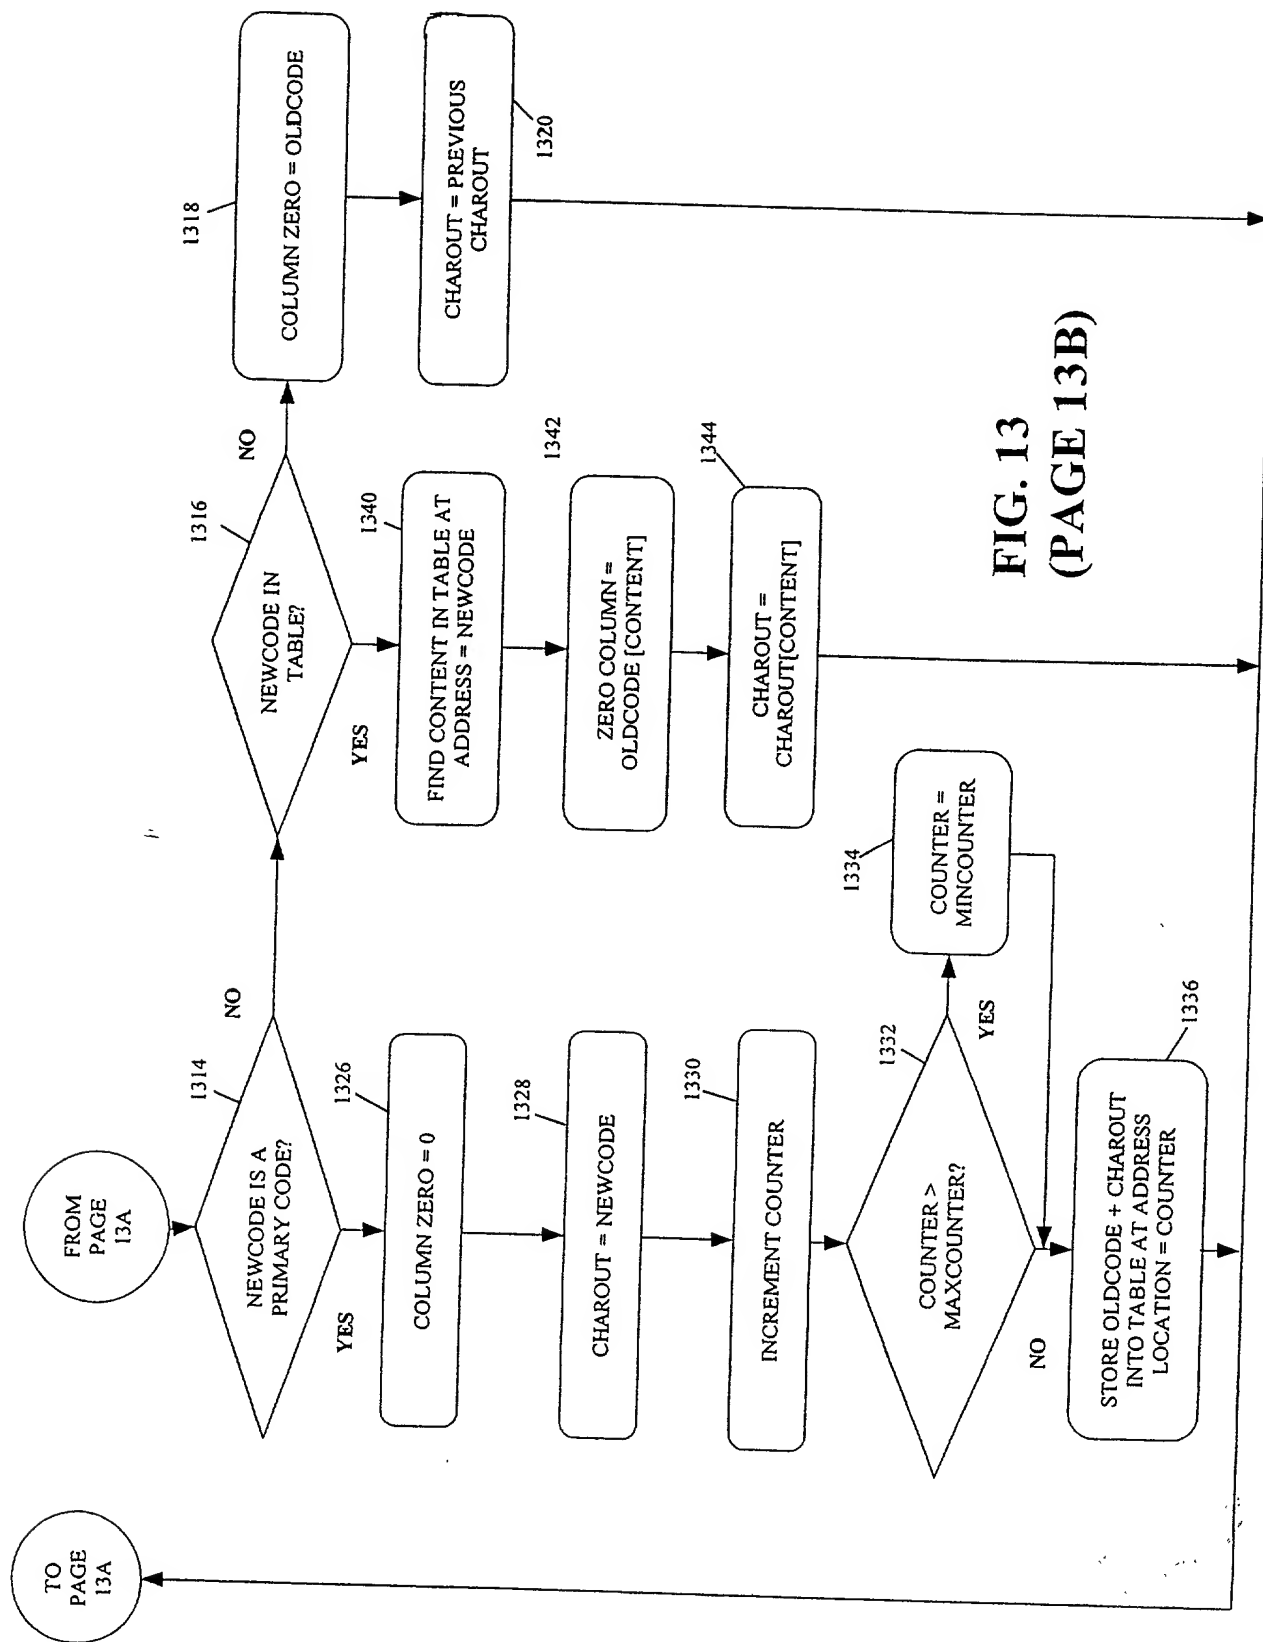 TO
PAGE
13A
FROM
PAGE
13A
1314
NEWCODE IS A
PRIMARY CODE?
NO
YES
1316
NEWCODE IN
TABLE?
NO
YES
1318
COLUMN ZERO = OLDCODE
CHAROUT = PREVIOUS
CHAROUT
1320
1326
COLUMN ZERO = 0
1328
CHAROUT = NEWCODE
1330
INCREMENT COUNTER
1332
COUNTER >
MAXCOUNTER?
YES
NO
1334
COUNTER =
MINCOUNTER
1336
STORE OLDCODE + CHAROUT
INTO TABLE AT ADDRESS
LOCATION = COUNTER
1340
FIND CONTENT IN TABLE AT
ADDRESS = NEWCODE
1342
ZERO COLUMN =
OLDCODE [CONTENT]
1344
CHAROUT =
CHAROUT[CONTENT]
FIG. 13
(PAGE 13B)